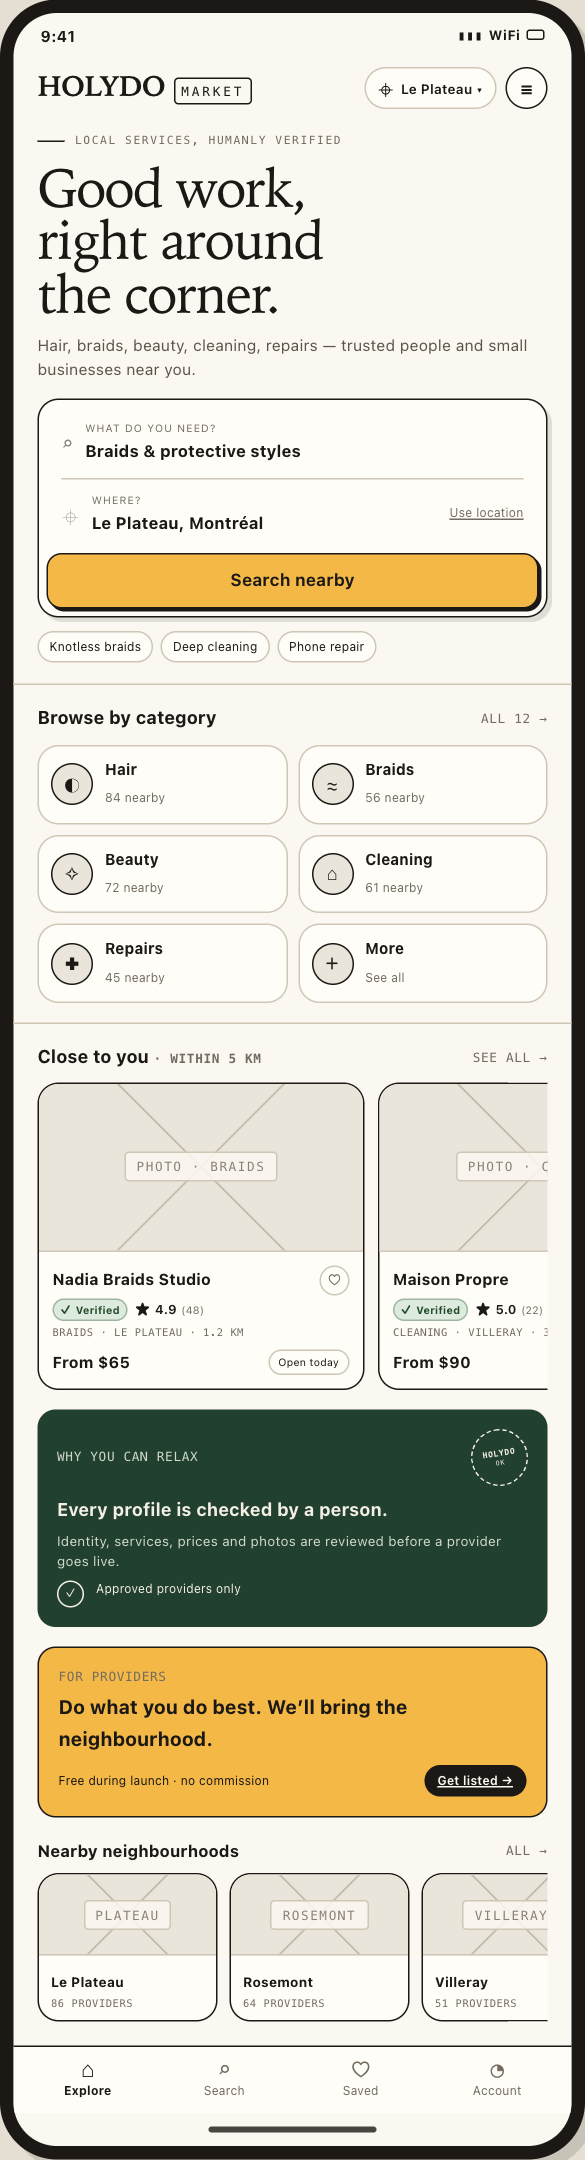 9:41
WiFi
HOLYDO MARKET
Le Plateau ▾
LOCAL SERVICES, HUMANLY VERIFIED
Good work,
right around
the corner.
Hair, braids, beauty, cleaning, repairs — trusted people and small
businesses near you.
WHAT DO YOU NEED?
Braids & protective styles
WHERE?
Le Plateau, Montréal
Use location
Search nearby
Knotless braids
Deep cleaning
Phone repair
Browse by category
ALL 12 →
Hair
84 nearby
Braids
56 nearby
Beauty
72 nearby
Cleaning
61 nearby
Repairs
45 nearby
More
See all
Close to you · WITHIN 5 KM
SEE ALL →
PHOTO · BRAIDS
Nadia Braids Studio
✓ Verified ★ 4.9 (48)
BRAIDS · LE PLATEAU · 1.2 KM
From $65
Open today
PHOTO · C
Maison Propre
✓ Verified ★ 5.0 (22)
CLEANING · VILLERAY · 3
From $90
WHY YOU CAN RELAX
HOLYDO
OK
Every profile is checked by a person.
Identity, services, prices and photos are reviewed before a provider
goes live.
Approved providers only
FOR PROVIDERS
Do what you do best. We’ll bring the
neighbourhood.
Free during launch · no commission
Get listed →
Nearby neighbourhoods
ALL →
PLATEAU
Le Plateau
86 PROVIDERS
ROSEMONT
Rosemont
64 PROVIDERS
VILLERAY
Villeray
51 PROVIDERS
Explore
Search
Saved
Account